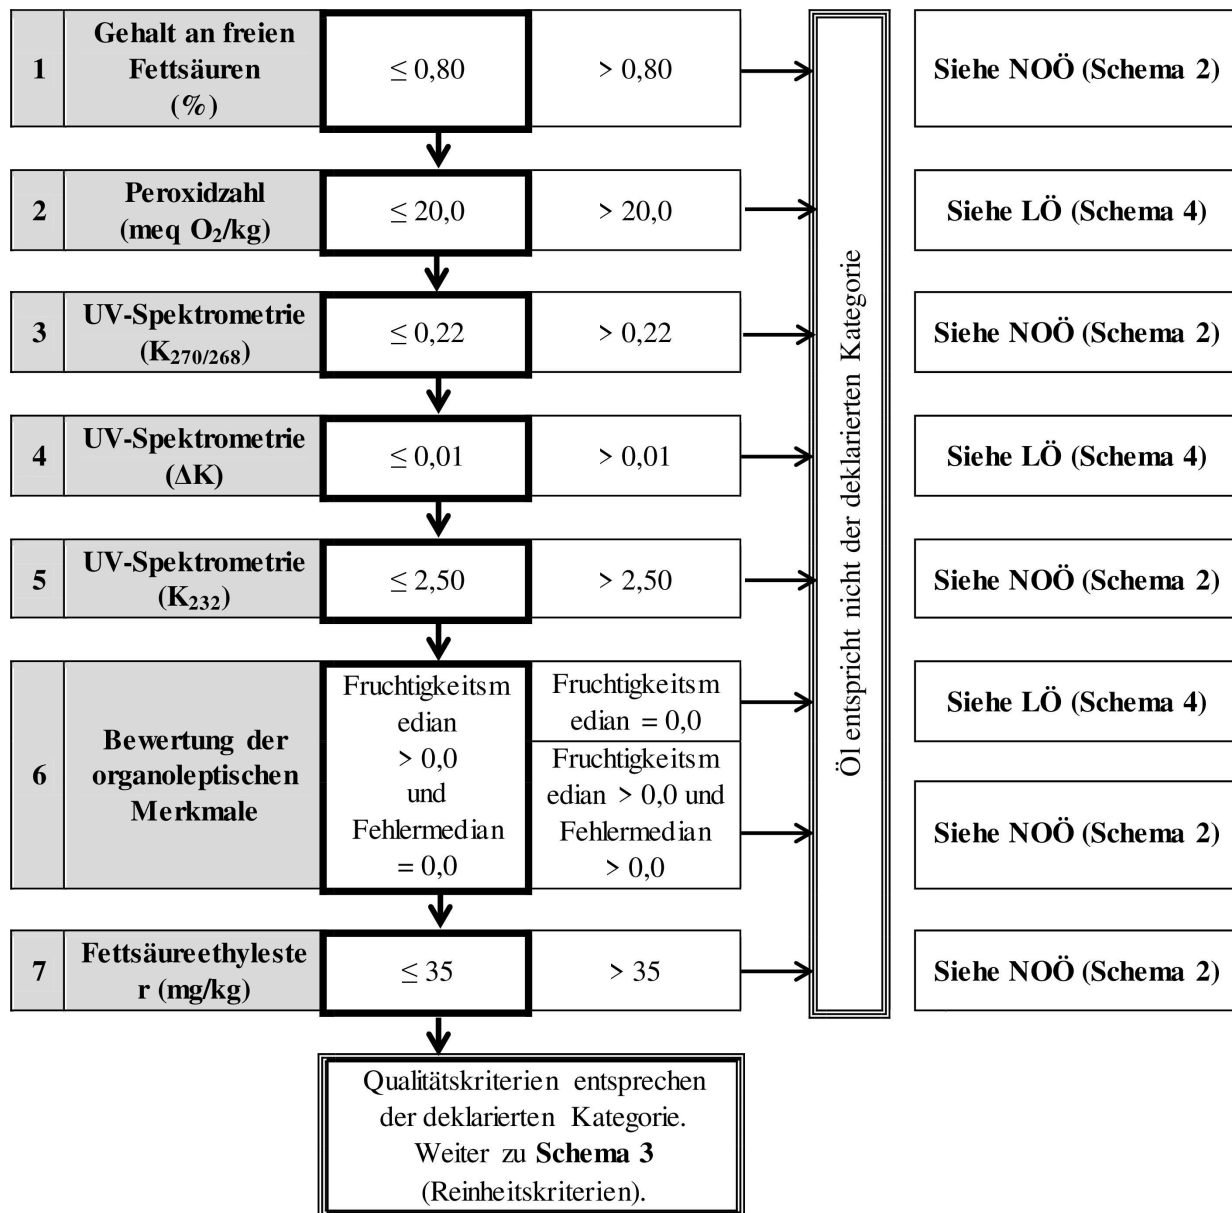 1
Gehalt an freien
Fettsäuren
(%)
≤ 0,80
> 0,80
Siehe NOÖ (Schema 2)
2
Peroxidzahl
(meq O₂/kg)
≤ 20,0
> 20,0
Siehe LÖ (Schema 4)
3
UV-Spektrometrie
(K₂₇₀/₂₆₈)
≤ 0,22
> 0,22
Siehe NOÖ (Schema 2)
4
UV-Spektrometrie
(ΔK)
≤ 0,01
> 0,01
Siehe LÖ (Schema 4)
5
UV-Spektrometrie
(K₂₃₂)
≤ 2,50
> 2,50
Siehe NOÖ (Schema 2)
6
Bewertung der
organoleptischen
Merkmale
Fruchtigkeitsm
edian
> 0,0
und
Fehlermedian
= 0,0
Fruchtigkeitsm
edian = 0,0
Siehe LÖ (Schema 4)
Fruchtigkeitsm
edian > 0,0 und
Fehlermedian
> 0,0
Siehe NOÖ (Schema 2)
7
Fettsäureethyleste
r (mg/kg)
≤ 35
> 35
Siehe NOÖ (Schema 2)
Öl entspricht nicht der deklarierten Kategorie
Qualitätskriterien entsprechen
der deklarierten Kategorie.
Weiter zu Schema 3
(Reinheitskriterien).